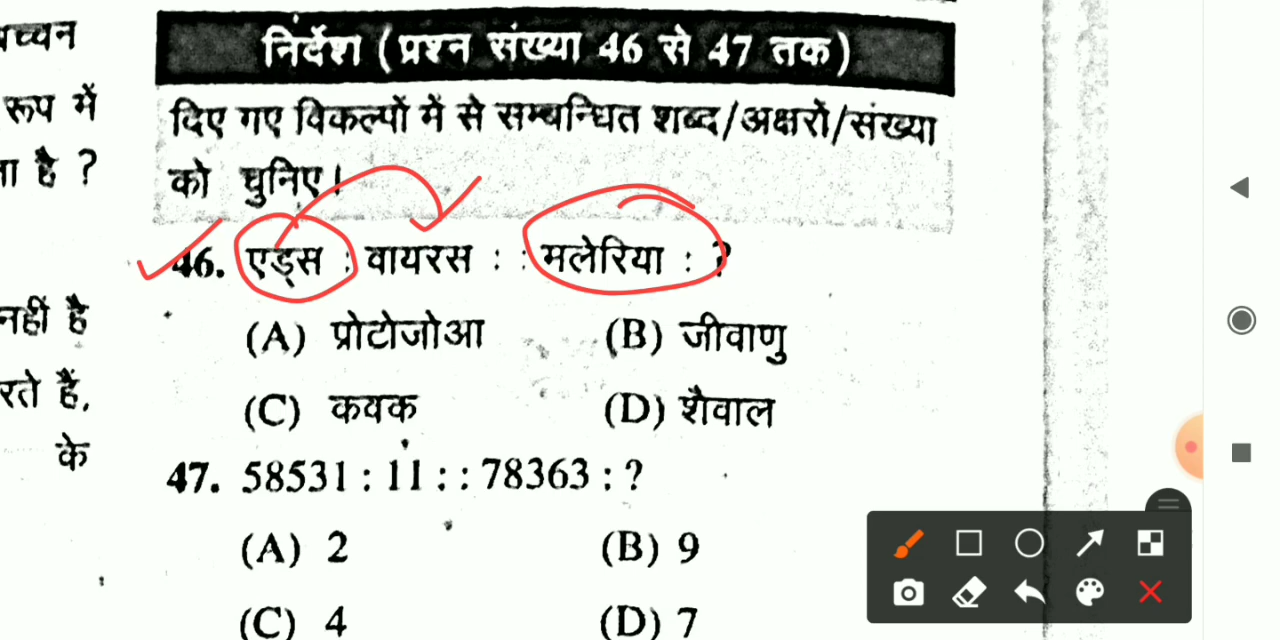 रूप में
है ?
नहीं है
रते हैं,
के
निर्देश (प्रश्न संख्या 46 से 47 तक)
दिए गए विकल्पों में से सम्बन्धित शब्द/अक्षरों/संख्या
को चुनिए।
46. एड्स : वायरस : : मलेरिया : ?
(A) प्रोटोजोआ (B) जीवाणु
(C) कवक (D) शैवाल
47. 58531 : 11 : : 78363 : ?
(A) 2 (B) 9
(C) 4 (D) 7